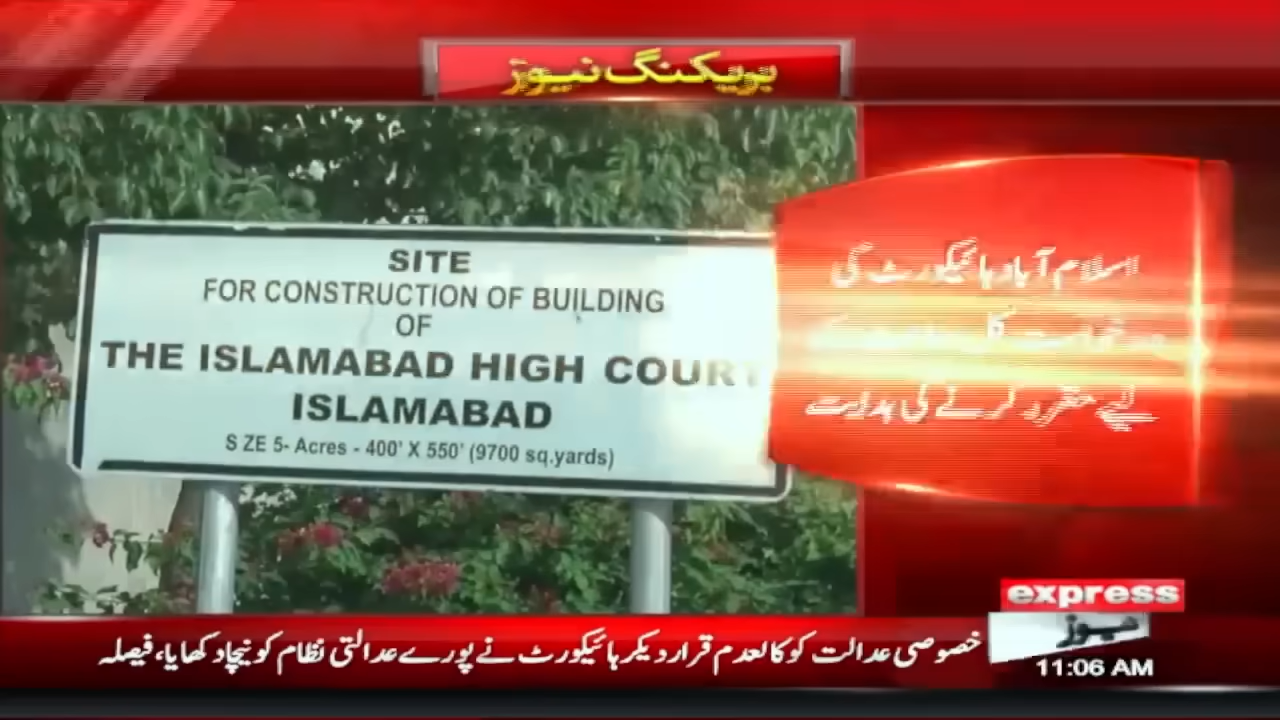 بریکنگ نیوز
SITE
FOR CONSTRUCTION OF BUILDING
OF
THE ISLAMABAD HIGH COURT
ISLAMABAD
S ZE 5- Acres - 400' X 550' (9700 sq.yards)
اسلام آباد ہائیکورٹ کی
کل
لیے مقرر کرنے کی ہدایت
express
نیوز
11:06 AM
خصوصی عدالت کو کالعدم قرار دیکر ہائیکورٹ نے پورے عدالتی نظام کو نیچا دکھایا، فیصلہ